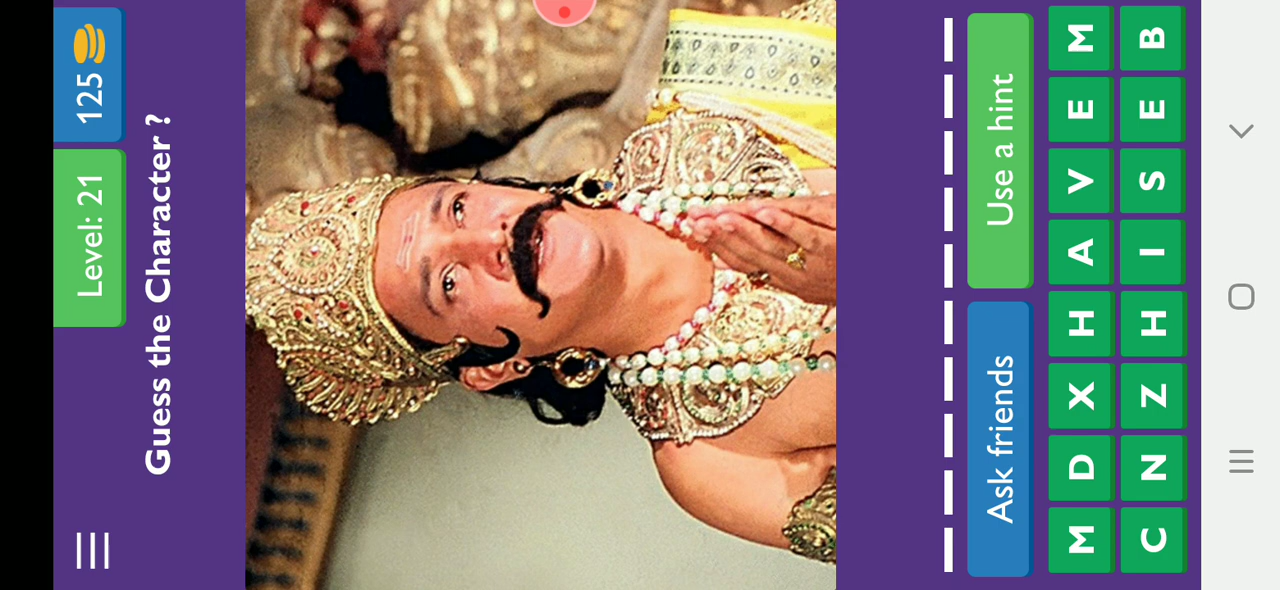 Level: 21
125
Guess the Character ?
Ask friends
Use a hint
M D X H A V E M
C N Z H I S E B